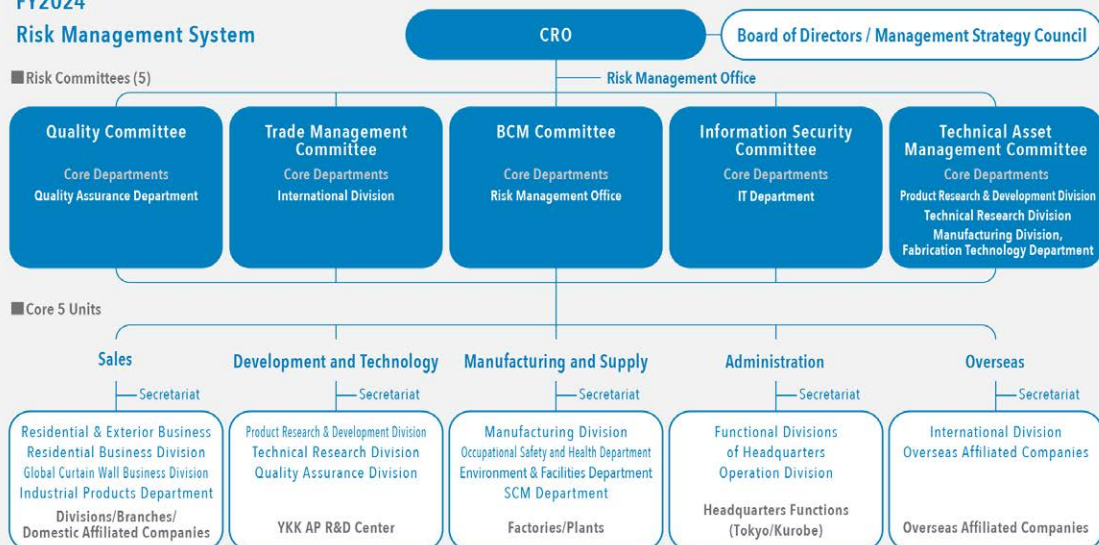 FY2024
Risk Management System
CRO
Board of Directors / Management Strategy Council
■Risk Committees (5)
Risk Management Office
Quality Committee
Core Departments
Quality Assurance Department
Trade Management
Committee
Core Departments
International Division
BCM Committee
Core Departments
Risk Management Office
Information Security
Committee
Core Departments
IT Department
Technical Asset
Management Committee
Core Departments
Product Research & Development Division
Technical Research Division
Manufacturing Division,
Fabrication Technology Department
■Core 5 Units
Sales
Secretariat
Residential & Exterior Business
Residential Business Division
Global Curtain Wall Business Division
Industrial Products Department
Divisions/Branches/
Domestic Affiliated Companies
Development and Technology
Secretariat
Product Research & Development Division
Technical Research Division
Quality Assurance Division
YKK AP R&D Center
Manufacturing and Supply
Secretariat
Manufacturing Division
Occupational Safety and Health Department
Environment & Facilities Department
SCM Department
Factories/Plants
Administration
Secretariat
Functional Divisions
of Headquarters
Operation Division
Headquarters Functions
(Tokyo/Kurobe)
Overseas
Secretariat
International Division
Overseas Affiliated Companies
Overseas Affiliated Companies